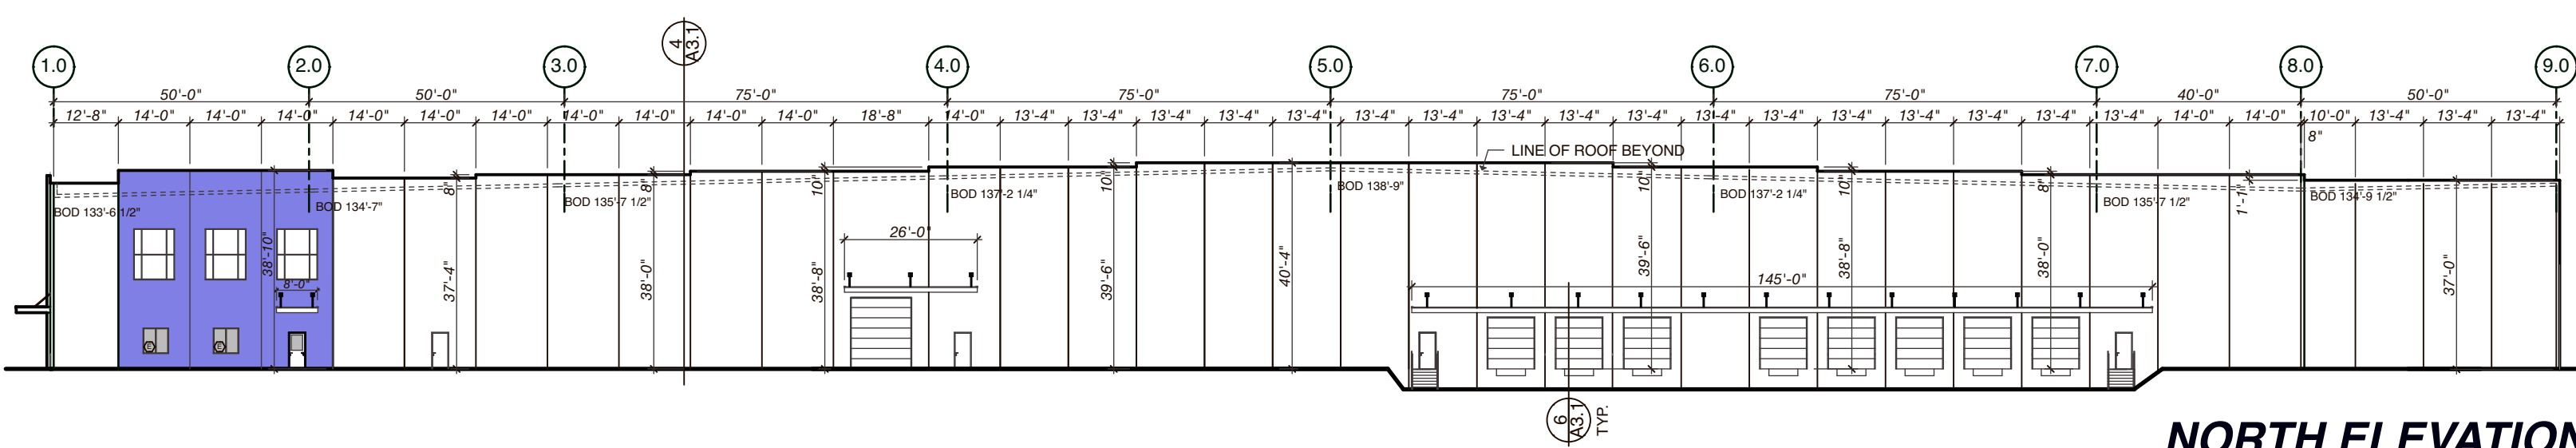 4
A3.1
1.0 2.0 3.0 4.0 5.0 6.0 7.0 8.0 9.0
50'-0" 50'-0" 75'-0" 75'-0" 75'-0" 75'-0" 40'-0" 50'-0"
12'-8" 14'-0" 14'-0" 14'-0" 14'-0" 14'-0" 14'-0" 14'-0" 14'-0" 14'-0" 14'-0" 18'-8" 14'-0" 13'-4" 13'-4" 13'-4" 13'-4" 13'-4" 13'-4" 13'-4" 13'-4" 13'-4" 13'-4" 13'-4" 13'-4" 13'-4" 13'-4" 13'-4" 13'-4" 13'-4" 14'-0" 14'-0" 10'-0" 13'-4" 13'-4" 13'-4"
8"
LINE OF ROOF BEYOND
8" 8" 10" 10" 10" 10" 8" 1'-1"
BOD 133'-6 1/2"
BOD 134'-7"
BOD 135'-7 1/2"
BOD 137'-2 1/4"
BOD 138'-9"
BOD 137'-2 1/4"
BOD 135'-7 1/2"
BOD 134'-9 1/2"
26'-0"
38'-10" 37'-4" 38'-0" 38'-8" 39'-6" 40'-4" 39'-6" 38'-8" 38'-0" 37'-0"
8'-0"
145'-0"
E E
6
A3.1
TYP.
NORTH ELEVATION